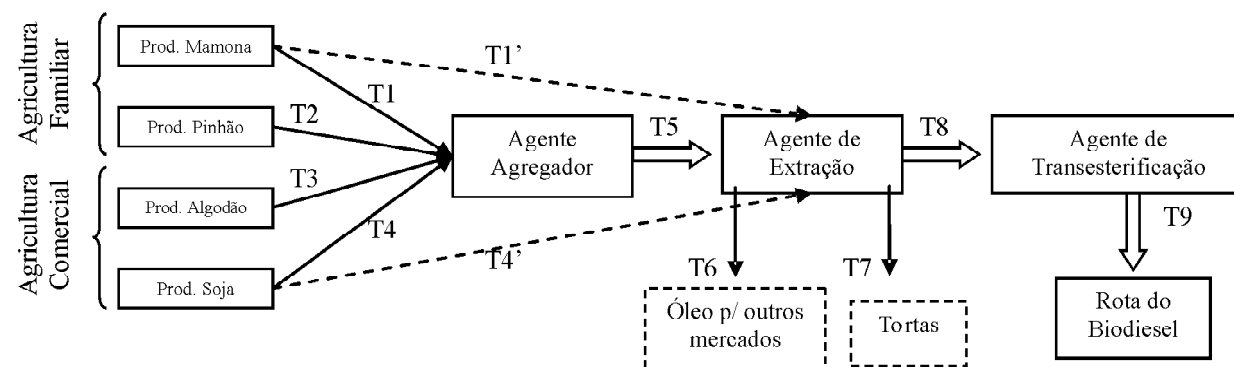 Agricultura
Familiar
Prod. Mamona
T1'
T1
Prod. Pinhão
T2
Agente
Agregador
T5
Agente de
Extração
T8
Agente de
Transesterificação
Agricultura
Comercial
Prod. Algodão
T3
T4
Prod. Soja
T4'
T6
T7
T9
Óleo p/ outros
mercados
Tortas
Rota do
Biodiesel